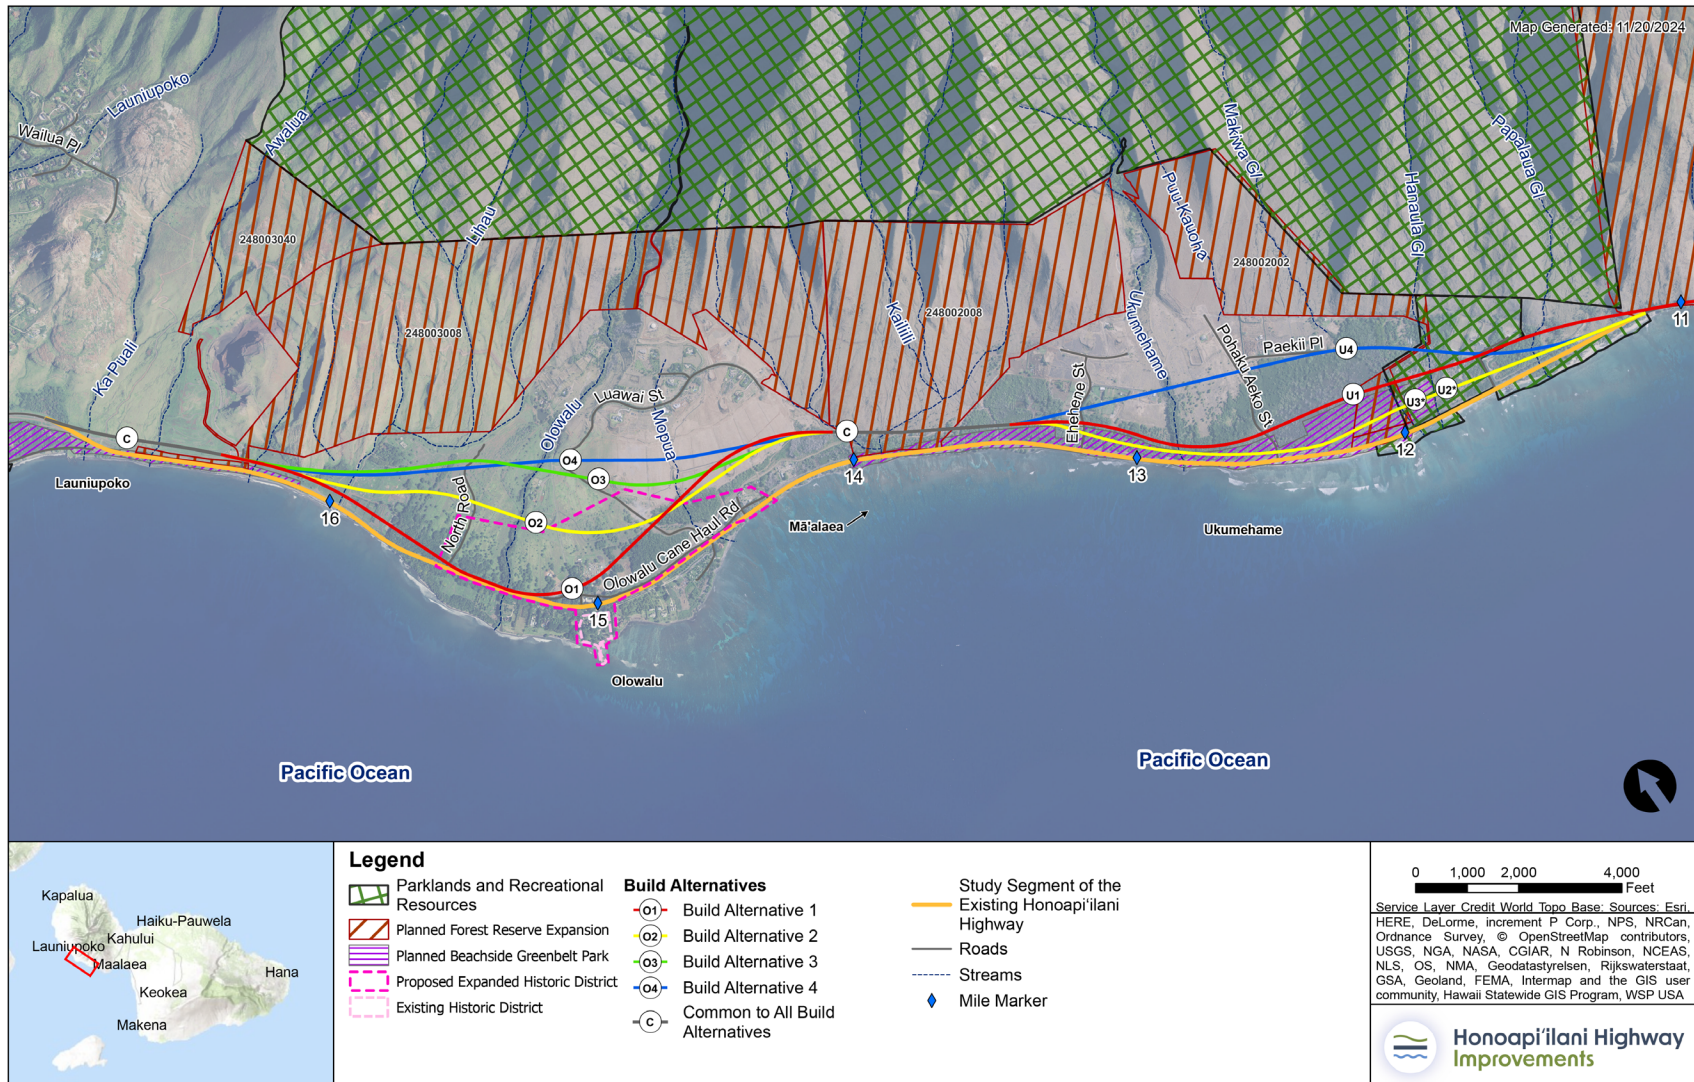 Map Generated: 11/20/2024
Launiupoko
Wailua Pl
Awalua
Lihau
Ka Puali
248003040
248003008
Makiwa Gl
Papalaua Gl
Puu Kauoha
Hanaula Gl
248002002
248002008
Kaililii
Ukumehame
Pohaku Aeko St
Paekii Pl
Ehehene St
Luawai St
Olowalu
Mopua
North Road
Olowalu Cane Haul Rd
C
O4
O3
O2
O1
C
U4
U1
U2*
U3*
11
12
13
14
15
16
Launiupoko
Mā'alaea
Ukumehame
Olowalu
Pacific Ocean
Pacific Ocean
Kapalua
Haiku-Pauwela
Launiupoko
Kahului
Maalaea
Hana
Keokea
Makena
Legend
Parklands and Recreational
Resources
Planned Forest Reserve Expansion
Planned Beachside Greenbelt Park
Proposed Expanded Historic District
Existing Historic District
Build Alternatives
O1 Build Alternative 1
O2 Build Alternative 2
O3 Build Alternative 3
O4 Build Alternative 4
C Common to All Build
Alternatives
Study Segment of the
Existing Honoapiʻilani
Highway
Roads
Streams
Mile Marker
0 1,000 2,000 4,000
Feet
Service Layer Credit World Topo Base: Sources: Esri,
HERE, DeLorme, increment P Corp., NPS, NRCan,
Ordnance Survey, © OpenStreetMap contributors,
USGS, NGA, NASA, CGIAR, N Robinson, NCEAS,
NLS, OS, NMA, Geodatastyrelsen, Rijkswaterstaat,
GSA, Geoland, FEMA, Intermap and the GIS user
community, Hawaii Statewide GIS Program, WSP USA
Honoapiʻilani Highway
Improvements